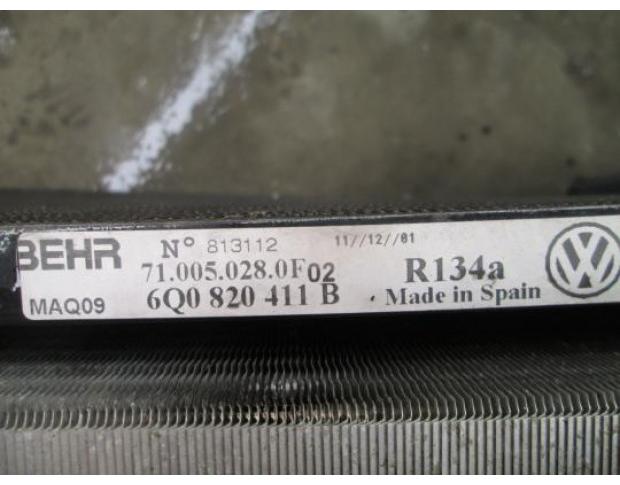 BEHR N° 813112 11//12//01
71.005.028.0F02 R134a
MAQ09 6Q0 820 411 B . Made in Spain